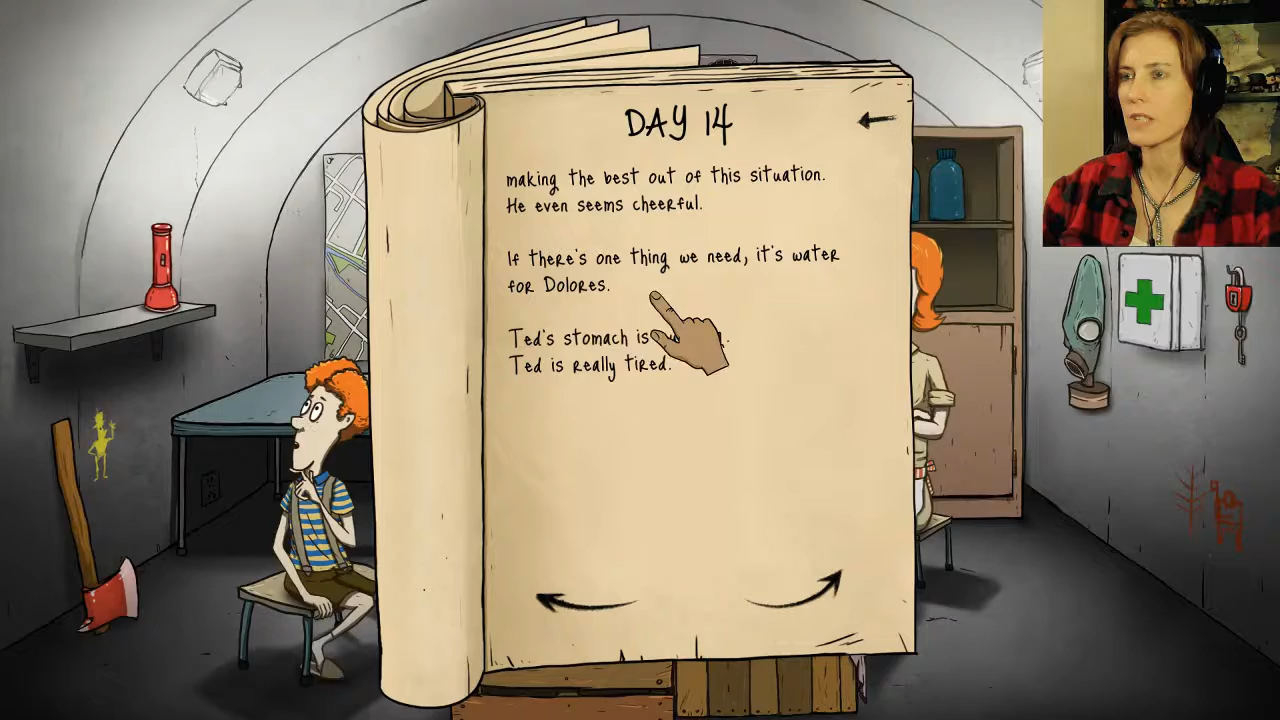 DAY 14
making the best out of this situation.
He even seems cheerful.
If there's one thing we need, it's water
for Dolores.
Ted's stomach is
Ted is really tired.